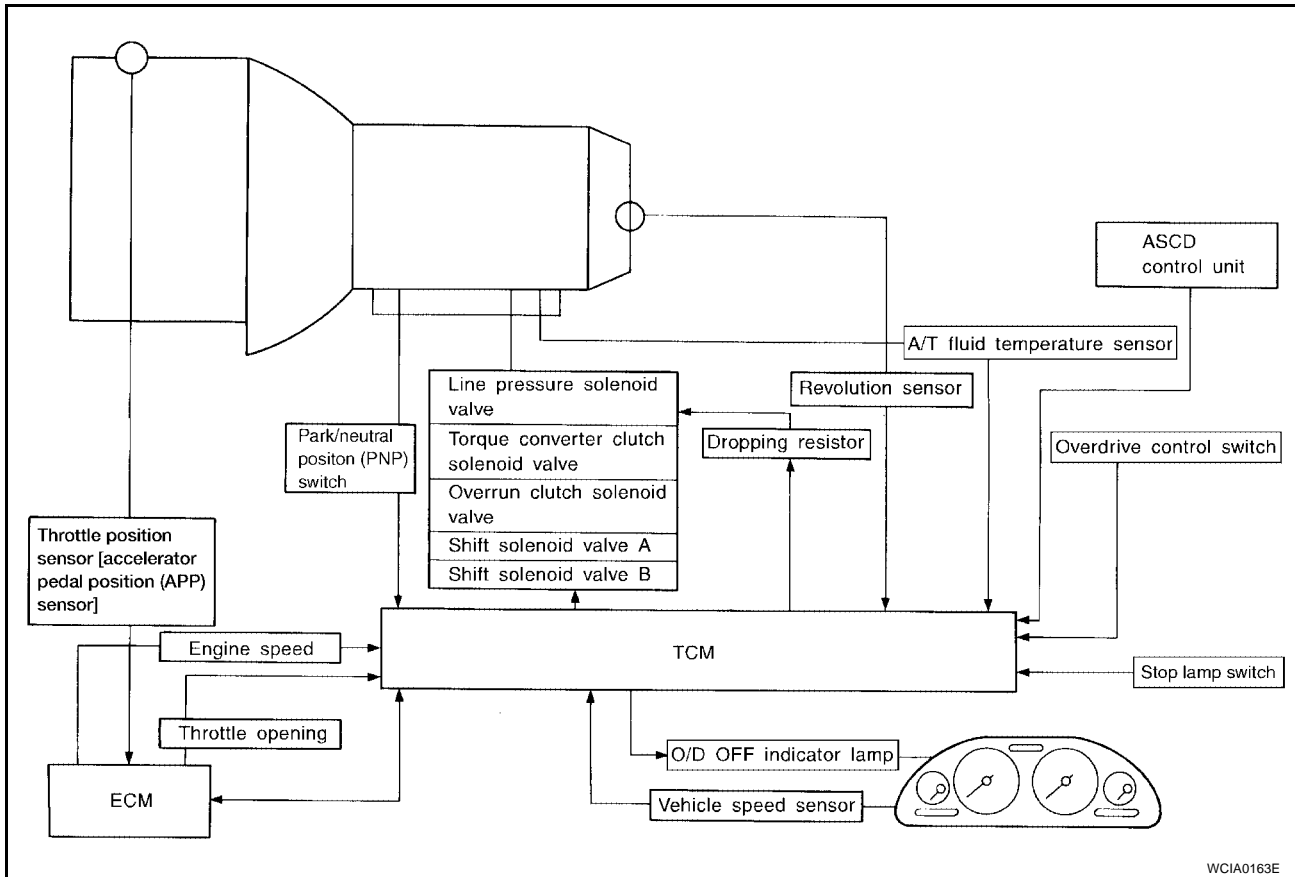 ASCD
control unit
A/T fluid temperature sensor
Line pressure solenoid
valve
Revolution sensor
Torque converter clutch
solenoid valve
Dropping resistor
Park/neutral
positon (PNP)
switch
Overdrive control switch
Overrun clutch solenoid
valve
Shift solenoid valve A
Shift solenoid valve B
Throttle position
sensor [accelerator
pedal position (APP)
sensor]
Engine speed
TCM
Stop lamp switch
Throttle opening
O/D OFF indicator lamp
ECM
Vehicle speed sensor
WCIA0163E